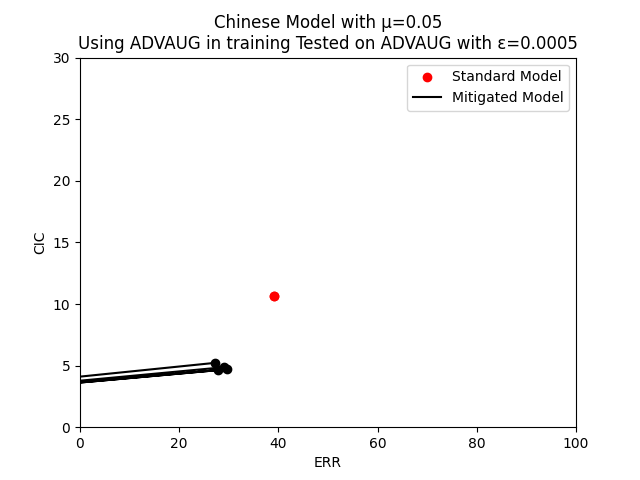 Chinese Model with μ=0.05
Using ADVAUG in training Tested on ADVAUG with ε=0.0005
Standard Model
Mitigated Model
CIC
30
25
20
15
10
5
0
0 20 40 60 80 100
ERR